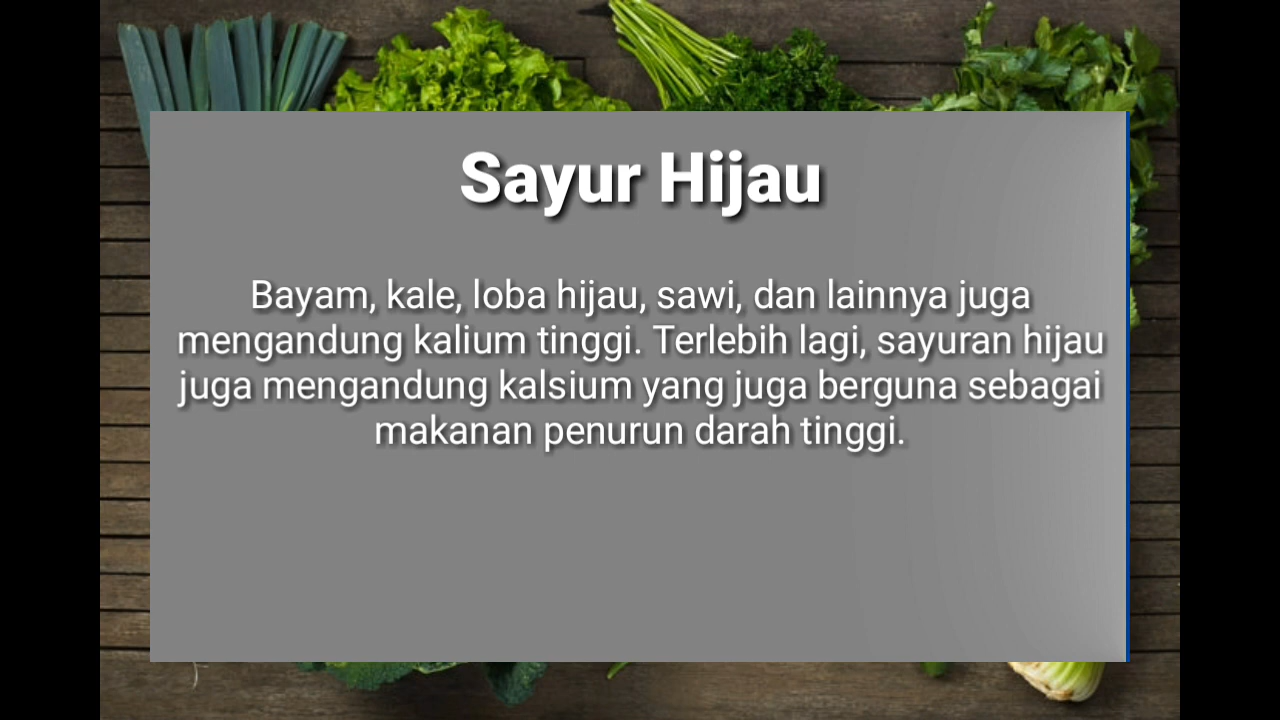 Sayur Hijau
Bayam, kale, loba hijau, sawi, dan lainnya juga
mengandung kalium tinggi. Terlebih lagi, sayuran hijau
juga mengandung kalsium yang juga berguna sebagai
makanan penurun darah tinggi.